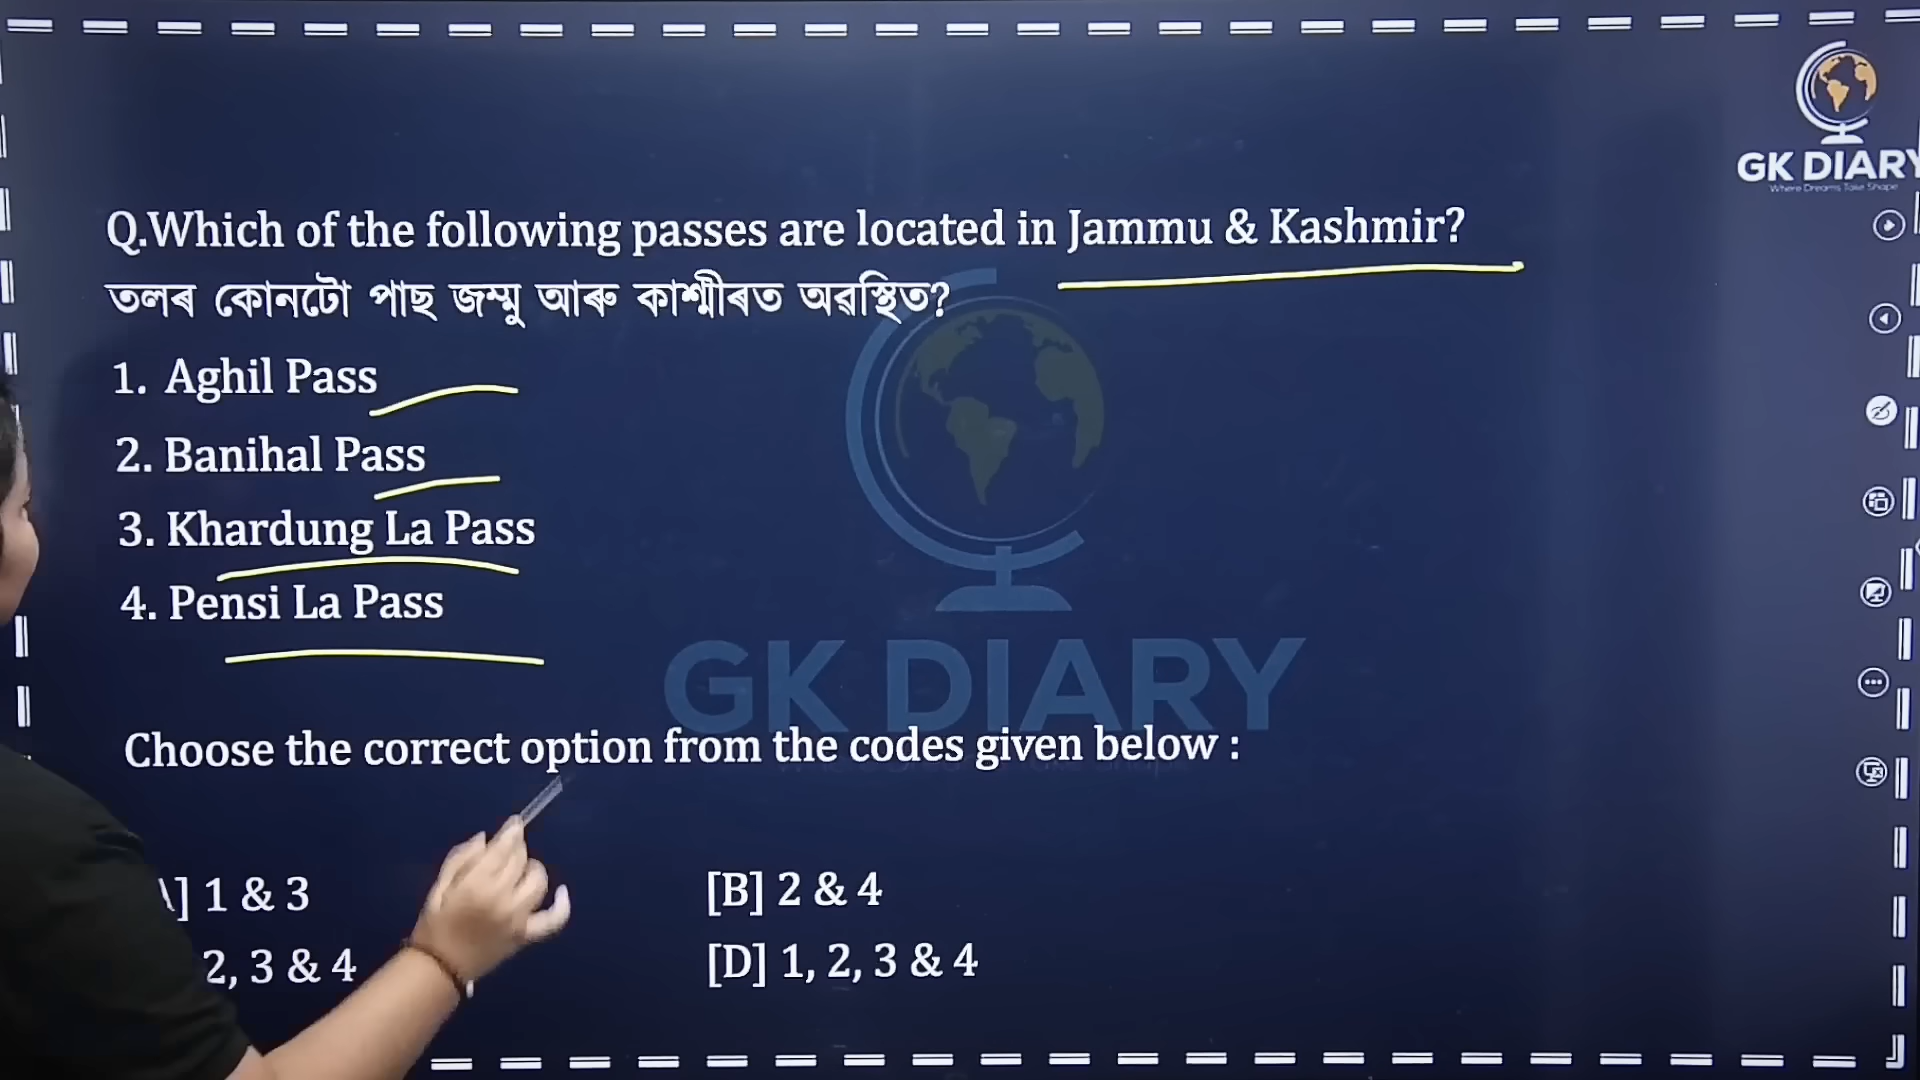 GK DIARY
Where Dreams Take Shape
Q.Which of the following passes are located in Jammu & Kashmir?
তলৰ কোনটো পাছ জম্মু আৰু কাশ্মীৰত অৱস্থিত?
1. Aghil Pass
2. Banihal Pass
3. Khardung La Pass
4. Pensi La Pass
GK DIARY
Choose the correct option from the codes given below :
] 1 & 3
[B] 2 & 4
2, 3 & 4
[D] 1, 2, 3 & 4